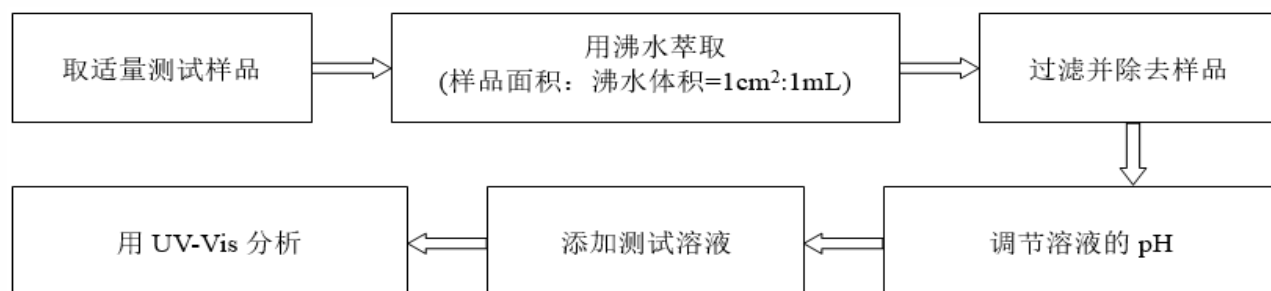 取适量测试样品
用沸水萃取
(样品面积：沸水体积=1cm²:1mL)
过滤并除去样品
调节溶液的 pH
添加测试溶液
用 UV-Vis 分析